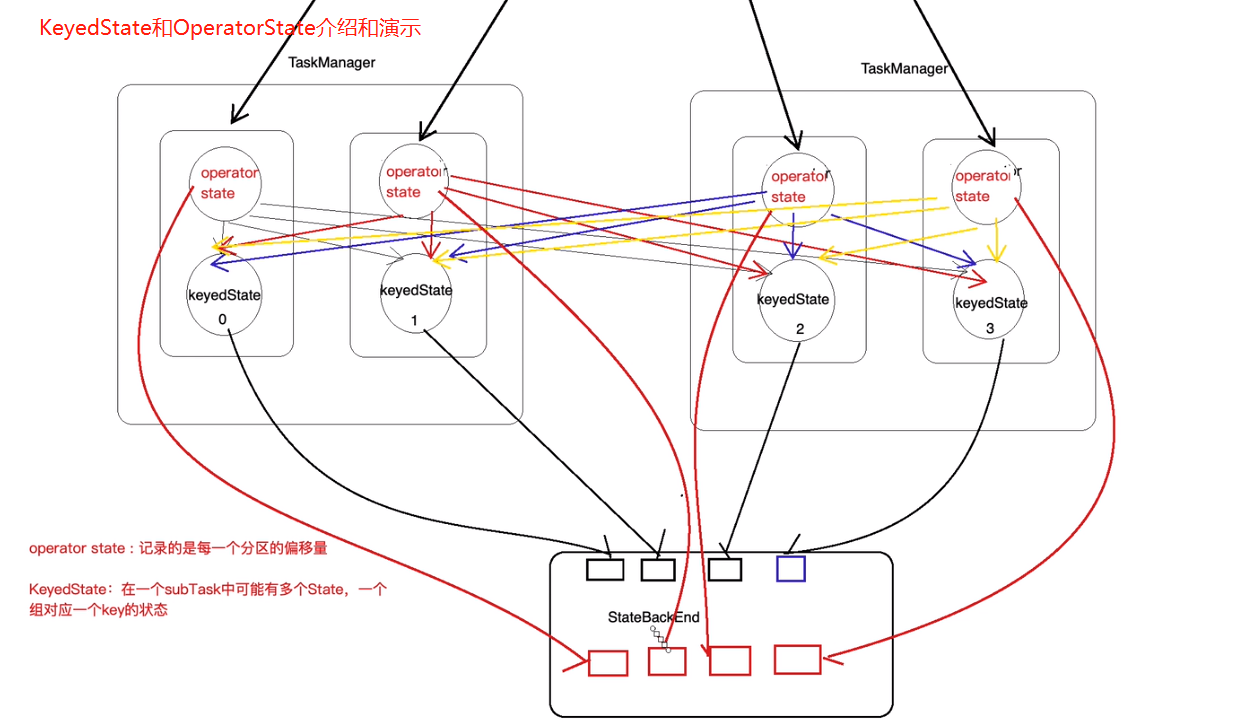 KeyedState和OperatorState介绍和演示
TaskManager
TaskManager
operator
state
operator
state
operator
state
operator
state
keyedState
0
keyedState
1
keyedState
2
keyedState
3
operator state : 记录的是每一个分区的偏移量
KeyedState：在一个subTask中可能有多个State，一个
组对应一个key的状态
StateBackEnd